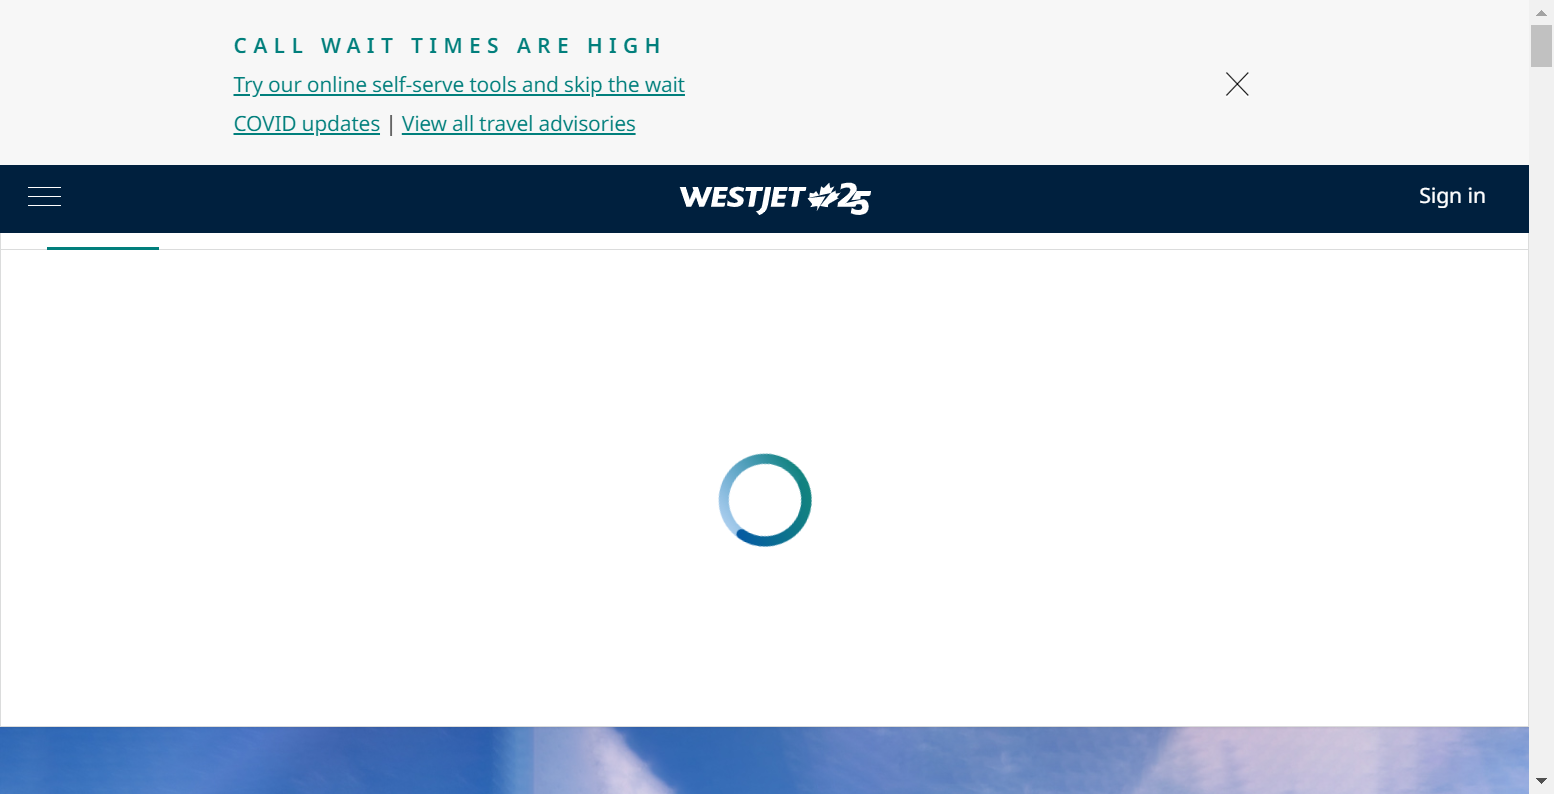 CALL WAIT TIMES ARE HIGH
Try our online self-serve tools and skip the wait
COVID updates | View all travel advisories
WESTJET 25
Sign in